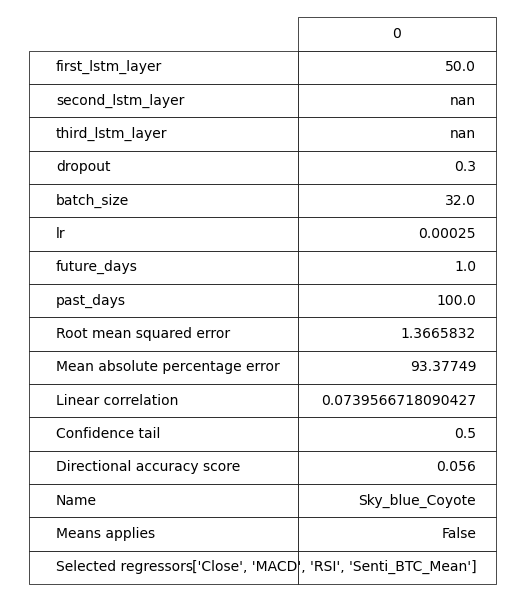 0
first_lstm_layer 50.0
second_lstm_layer nan
third_lstm_layer nan
dropout 0.3
batch_size 32.0
lr 0.00025
future_days 1.0
past_days 100.0
Root mean squared error 1.3665832
Mean absolute percentage error 93.37749
Linear correlation 0.0739566718090427
Confidence tail 0.5
Directional accuracy score 0.056
Name Sky_blue_Coyote
Means applies False
Selected regressors ['Close', 'MACD', 'RSI', 'Senti_BTC_Mean']